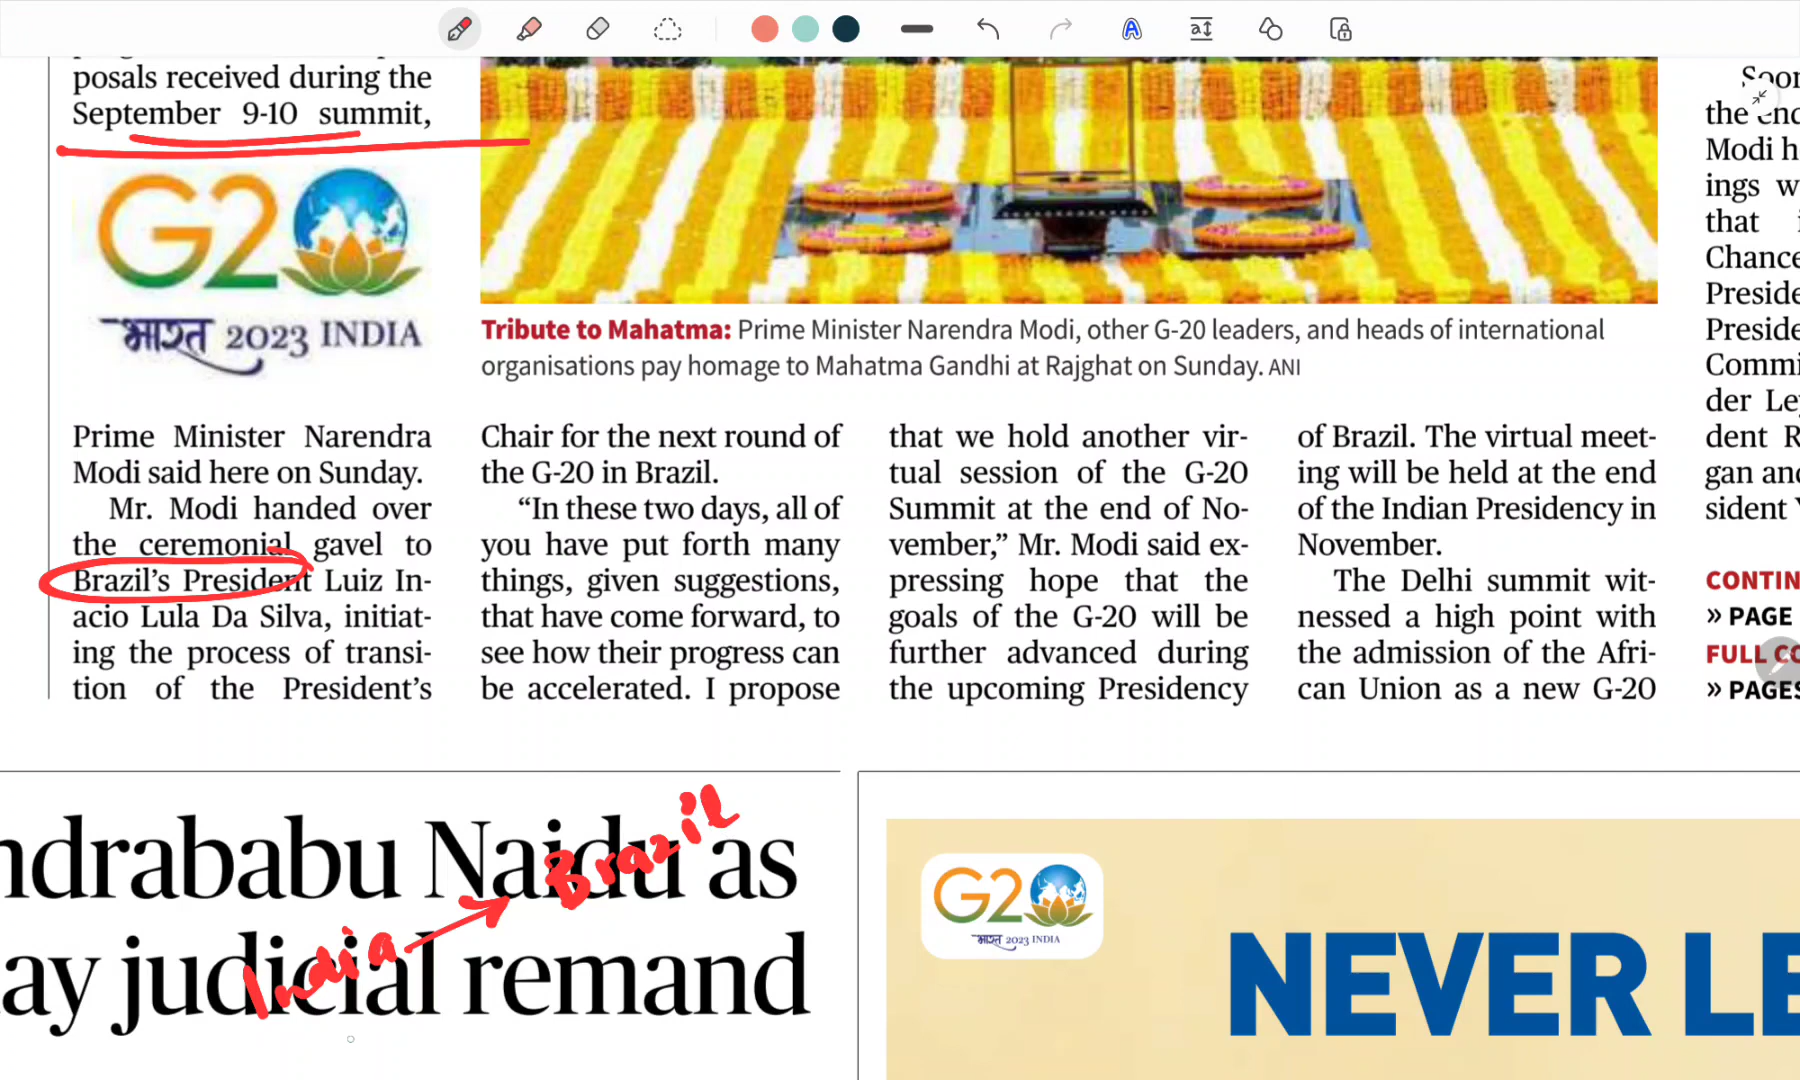 posals received during the
September 9-10 summit,
G20
भारत 2023 INDIA
Prime Minister Narendra
Modi said here on Sunday.
Mr. Modi handed over
the ceremonial gavel to
Brazil's President Luiz In-
acio Lula Da Silva, initiat-
ing the process of transi-
tion of the President's
Tribute to Mahatma: Prime Minister Narendra Modi, other G-20 leaders, and heads of international
organisations pay homage to Mahatma Gandhi at Rajghat on Sunday. ANI
Chair for the next round of
the G-20 in Brazil.
“In these two days, all of
you have put forth many
things, given suggestions,
that have come forward, to
see how their progress can
be accelerated. I propose
that we hold another vir-
tual session of the G-20
Summit at the end of No-
vember,” Mr. Modi said ex-
pressing hope that the
goals of the G-20 will be
further advanced during
the upcoming Presidency
of Brazil. The virtual meet-
ing will be held at the end
of the Indian Presidency in
November.
The Delhi summit wit-
nessed a high point with
the admission of the Afri-
can Union as a new G-20
Soon
the end
Modi h
ings w
that i
Chance
Preside
Preside
Commi
der Ley
dent R
gan and
sident Y
CONTIN
» PAGE
FULL CO
» PAGES
ndrababu Naidu as
ay judicial remand
India → Brazil
G20
भारत 2023 INDIA
NEVER LE